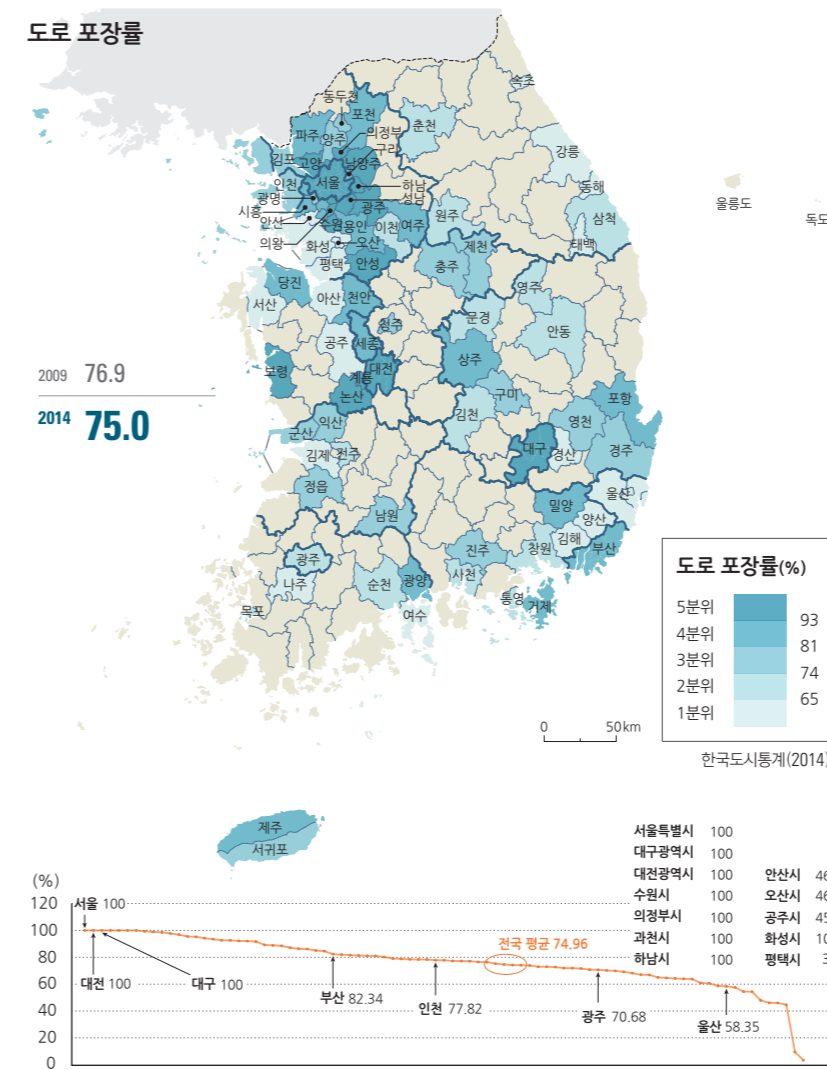 도로 포장률
속초
동두천
포천
춘천
파주
양주
의정부
구리
강릉
김포
고양
남양주
인천
서울
하남
동해
광명
성남
울릉도
시흥
광주
원주
삼척
독도
안산
수원
용인
이천
여주
의왕
화성
오산
제천
태백
평택
안성
충주
당진
영주
서산
아산
천안
문경
청주
안동
공주
세종
상주
2009 76.9
보령
계룡
대전
2014 75.0
논산
구미
포항
김천
군산
익산
영천
대구
경산
경주
김제
전주
정읍
울산
밀양
남원
양산
김해
부산
창원
진주
광주
사천
나주
순천
광양
통영
거제
목포
여수
도로 포장률(%)
5분위
93
4분위
81
3분위
74
2분위
65
1분위
0 50km
한국도시통계(2014)
제주
서귀포
서울특별시 100
대구광역시 100
대전광역시 100 안산시 46
수원시 100 오산시 46
의정부시 100 공주시 45
과천시 100 화성시 10
하남시 100 평택시 3
(%)
120
100
80
60
40
20
0
서울 100
대전 100
대구 100
부산 82.34
인천 77.82
전국 평균 74.96
광주 70.68
울산 58.35